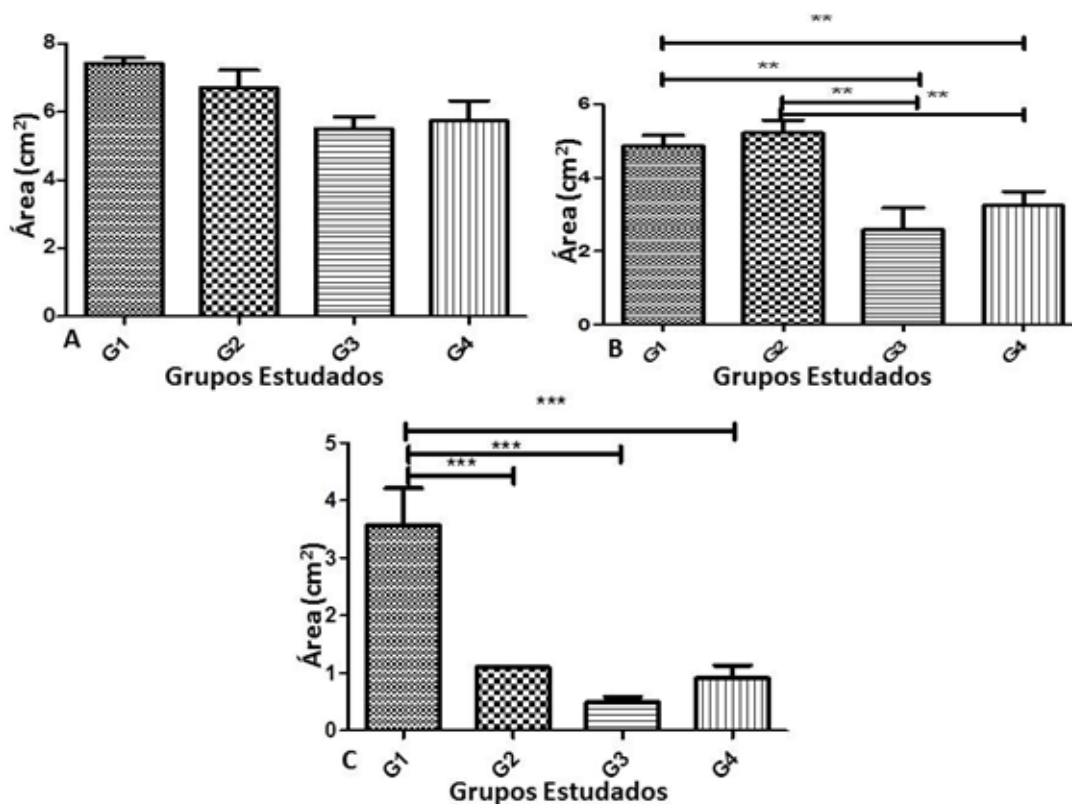 8
6
4
2
0
Área (cm²)
G1
G2
G3
G4
A
Grupos Estudados
**
**
**
**
6
4
2
0
Área (cm²)
G1
G2
G3
G4
B
Grupos Estudados
***
***
***
5
4
3
2
1
0
Área (cm²)
G1
G2
G3
G4
C
Grupos Estudados